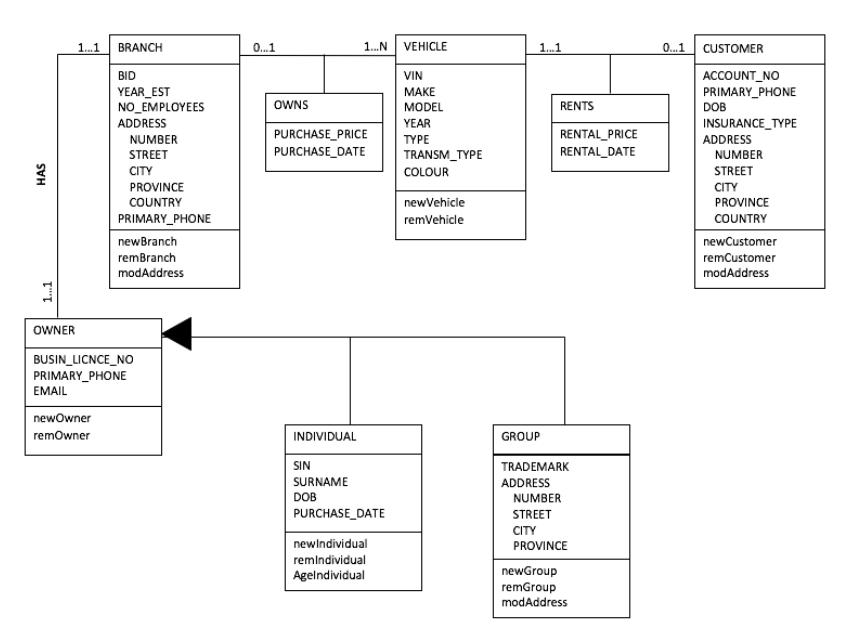 1...1
BRANCH
0...1
1...N
VEHICLE
1...1
0...1
CUSTOMER
BID
YEAR_EST
NO_EMPLOYEES
ADDRESS
NUMBER
STREET
CITY
PROVINCE
COUNTRY
PRIMARY_PHONE
newBranch
remBranch
modAddress
OWNS
PURCHASE_PRICE
PURCHASE_DATE
VIN
MAKE
MODEL
YEAR
TYPE
TRANSM_TYPE
COLOUR
newVehicle
remVehicle
RENTS
RENTAL_PRICE
RENTAL_DATE
ACCOUNT_NO
PRIMARY_PHONE
DOB
INSURANCE_TYPE
ADDRESS
NUMBER
STREET
CITY
PROVINCE
COUNTRY
newCustomer
remCustomer
modAddress
HAS
1...1
OWNER
BUSIN_LICNCE_NO
PRIMARY_PHONE
EMAIL
newOwner
remOwner
INDIVIDUAL
SIN
SURNAME
DOB
PURCHASE_DATE
newIndividual
remIndividual
AgeIndividual
GROUP
TRADEMARK
ADDRESS
NUMBER
STREET
CITY
PROVINCE
newGroup
remGroup
modAddress